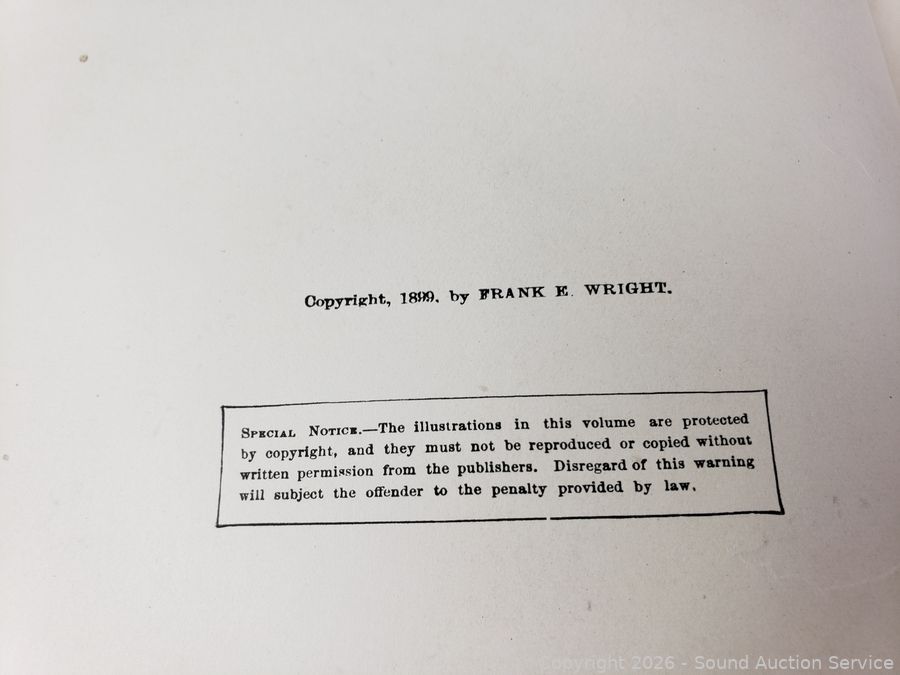 Copyright, 1899, by FRANK E. WRIGHT.
SPECIAL NOTICE.—The illustrations in this volume are protected
by copyright, and they must not be reproduced or copied without
written permission from the publishers. Disregard of this warning
will subject the offender to the penalty provided by law.
Copyright 2026 - Sound Auction Service